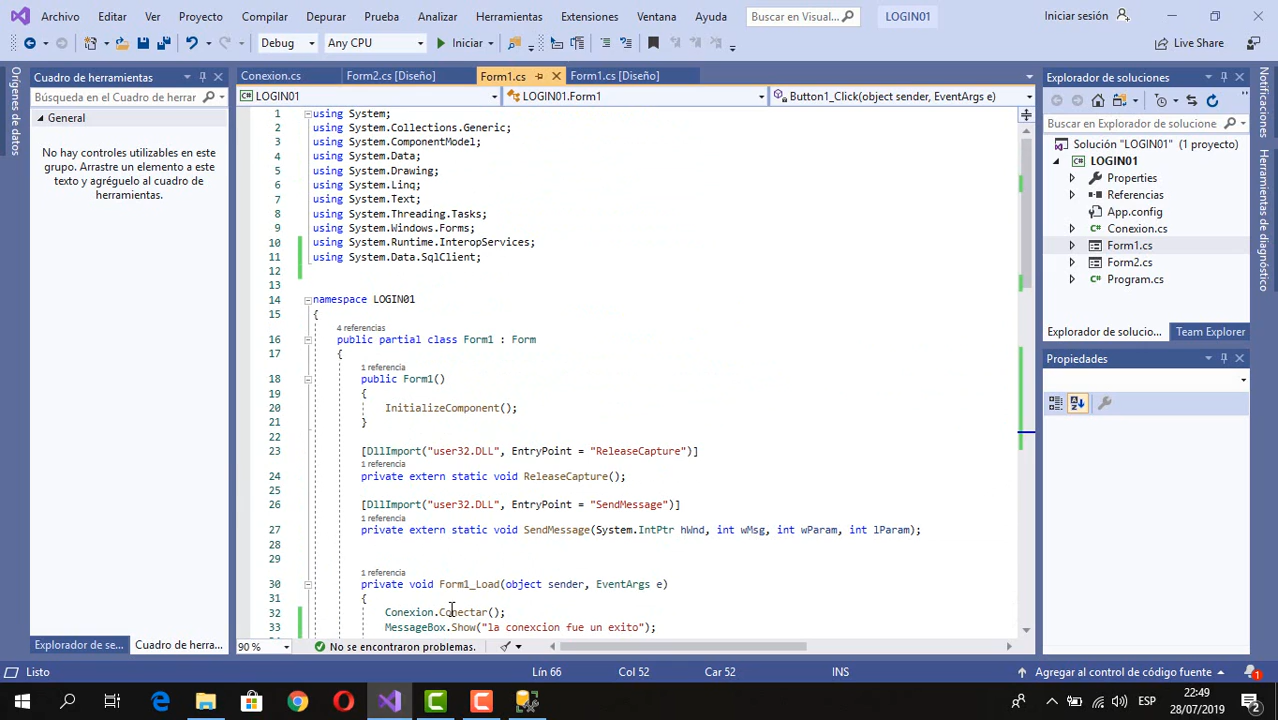 Archivo Editar Ver Proyecto Compilar Depurar Prueba Analizar Herramientas Extensiones Ventana Ayuda Buscar en Visual... LOGIN01 Iniciar sesión
Debug Any CPU Iniciar Live Share
Orígenes de datos
Cuadro de herramientas
Búsqueda en el Cuadro de herrar
General
No hay controles utilizables en este
grupo. Arrastre un elemento a este
texto y agréguelo al cuadro de
herramientas.
Explorador de se... Cuadro de herra...
Conexion.cs Form2.cs [Diseño] Form1.cs Form1.cs [Diseño]
LOGIN01 LOGIN01.Form1 Button1_Click(object sender, EventArgs e)
1 using System;
2 using System.Collections.Generic;
3 using System.ComponentModel;
4 using System.Data;
5 using System.Drawing;
6 using System.Linq;
7 using System.Text;
8 using System.Threading.Tasks;
9 using System.Windows.Forms;
10 using System.Runtime.InteropServices;
11 using System.Data.SqlClient;
12
13
14 namespace LOGIN01
15 {
4 referencias
16 public partial class Form1 : Form
17 {
1 referencia
18 public Form1()
19 {
20 InitializeComponent();
21 }
22
23 [DllImport("user32.DLL", EntryPoint = "ReleaseCapture")]
1 referencia
24 private extern static void ReleaseCapture();
25
26 [DllImport("user32.DLL", EntryPoint = "SendMessage")]
1 referencia
27 private extern static void SendMessage(System.IntPtr hWnd, int wMsg, int wParam, int lParam);
28
29
1 referencia
30 private void Form1_Load(object sender, EventArgs e)
31 {
32 Conexion.Conectar();
33 MessageBox.Show("la conexcion fue un exito");
90 % No se encontraron problemas.
Explorador de soluciones
Buscar en Explorador de solucione
Solución "LOGIN01" (1 proyecto)
LOGIN01
Properties
Referencias
App.config
Conexion.cs
Form1.cs
Form2.cs
Program.cs
Explorador de solucio... Team Explorer
Propiedades
Notificaciones
Herramientas de diagnóstico
Listo Lín 66 Col 52 Car 52 INS Agregar al control de código fuente 1
ESP 22:49
28/07/2019 2